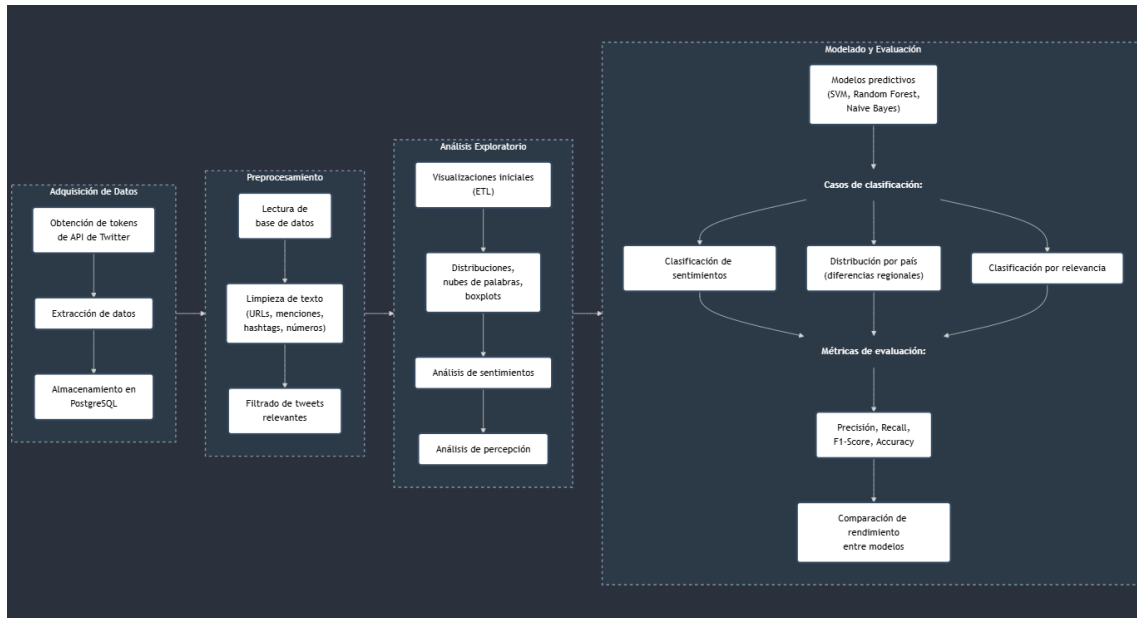 Adquisición de Datos
Obtención de tokens
de API de Twitter
Extracción de datos
Almacenamiento en
PostgreSQL
Preprocesamiento
Lectura de
base de datos
Limpieza de texto
(URLs, menciones,
hashtags, números)
Filtrado de tweets
relevantes
Análisis Exploratorio
Visualizaciones iniciales
(ETL)
Distribuciones,
nubes de palabras,
boxplots
Análisis de sentimientos
Análisis de percepción
Modelado y Evaluación
Modelos predictivos
(SVM, Random Forest,
Naive Bayes)
Casos de clasificación:
Clasificación de
sentimientos
Distribución por país
(diferencias regionales)
Clasificación por relevancia
Métricas de evaluación:
Precisión, Recall,
F1-Score, Accuracy
Comparación de
rendimiento
entre modelos